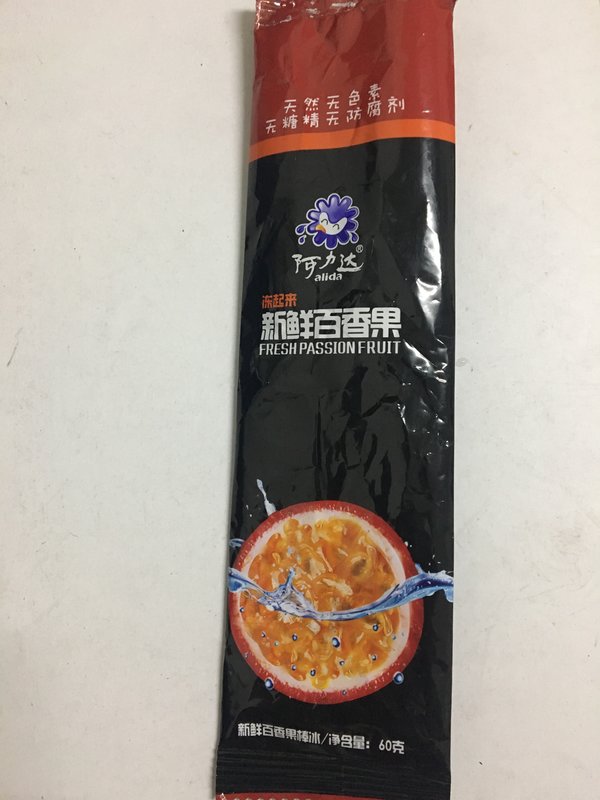 天然无色素
无糖精无防腐剂
阿力达®
alida
冻起来
新鲜百香果
FRESH PASSION FRUIT
新鲜百香果棒冰/净含量：60克